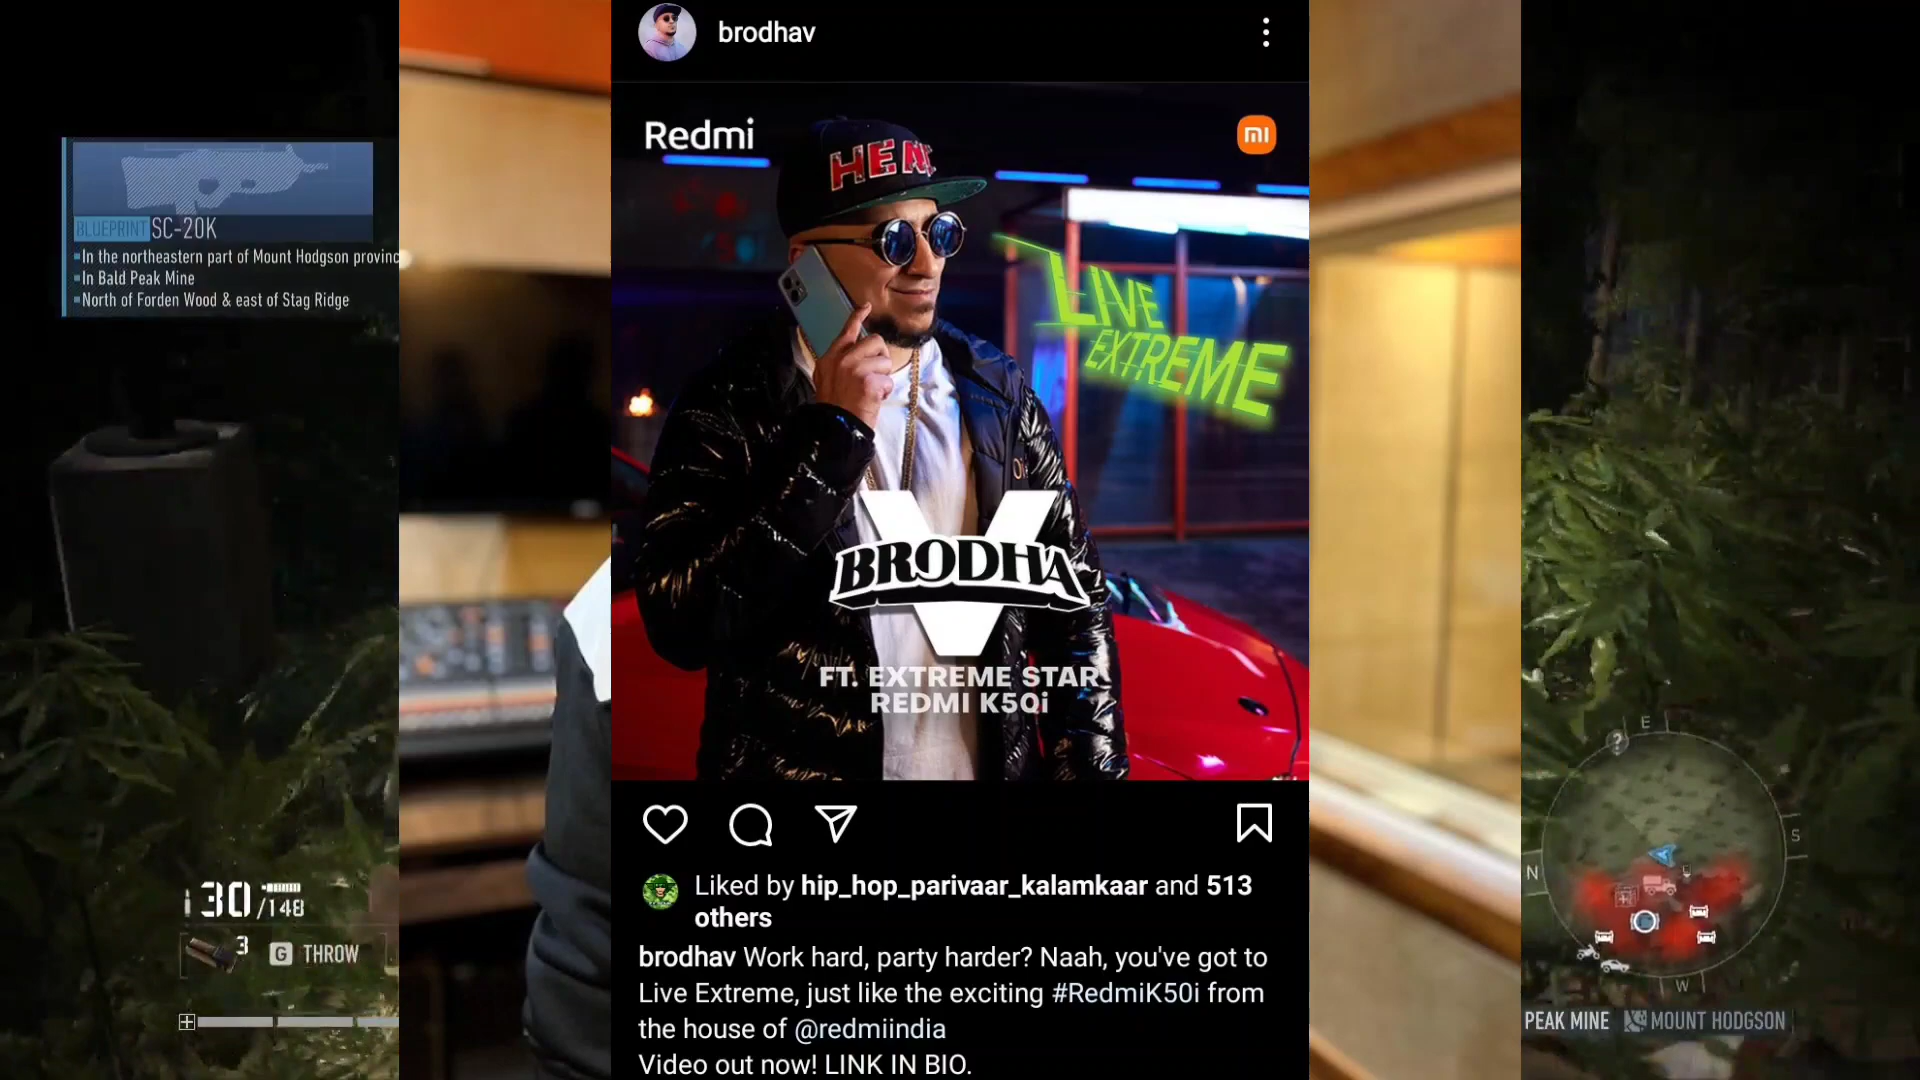 brodhav
Redmi
mi
HEN
LIVE
EXTREME
V
BRODHA
FT. EXTREME STAR
REDMI K50i
Liked by hip_hop_parivaar_kalamkaar and 513
others
brodhav Work hard, party harder? Naah, you've got to
Live Extreme, just like the exciting #RedmiK50i from
the house of @redmiindia
Video out now! LINK IN BIO.
BLUEPRINT SC-20K
In the northeastern part of Mount Hodgson provinc
In Bald Peak Mine
North of Forden Wood & east of Stag Ridge
30/148
3 G THROW
E
?
S
N
W
PEAK MINE MOUNT HODGSON